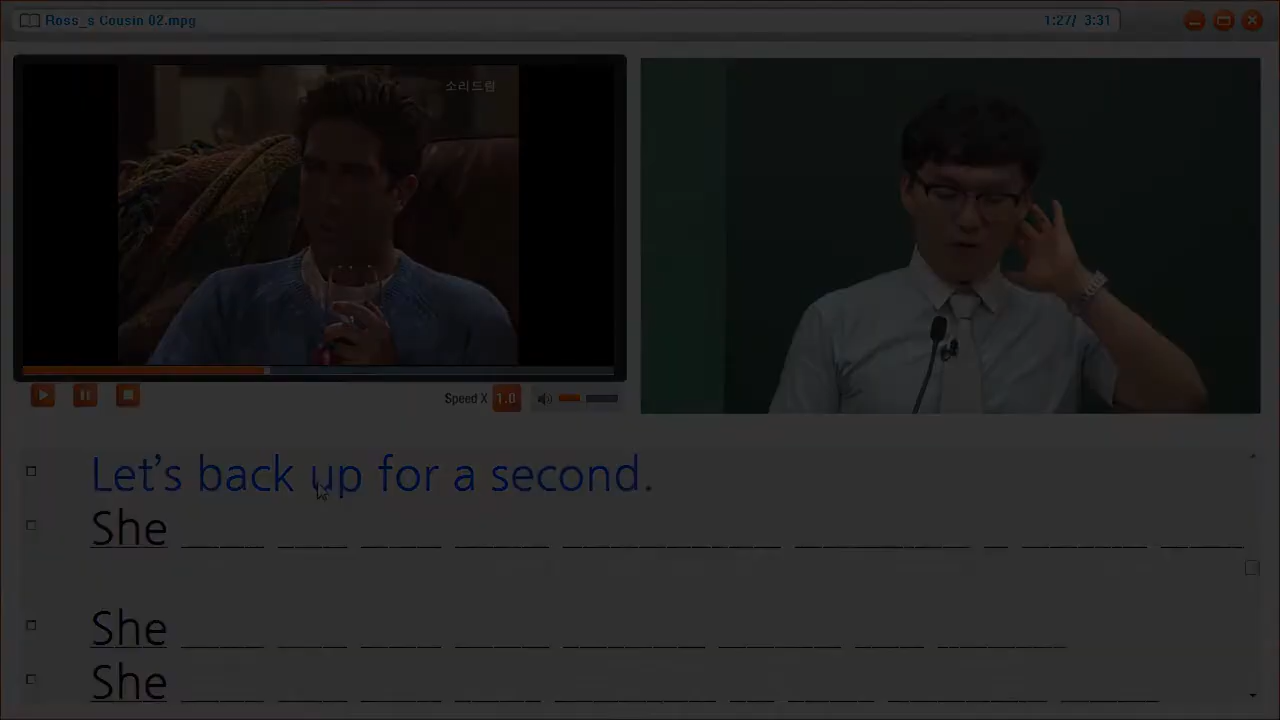 Ross_s Cousin 02.mpg
1:27/ 3:31
소리드림
Speed X 1.0
Let's back up for a second.
She
She
She